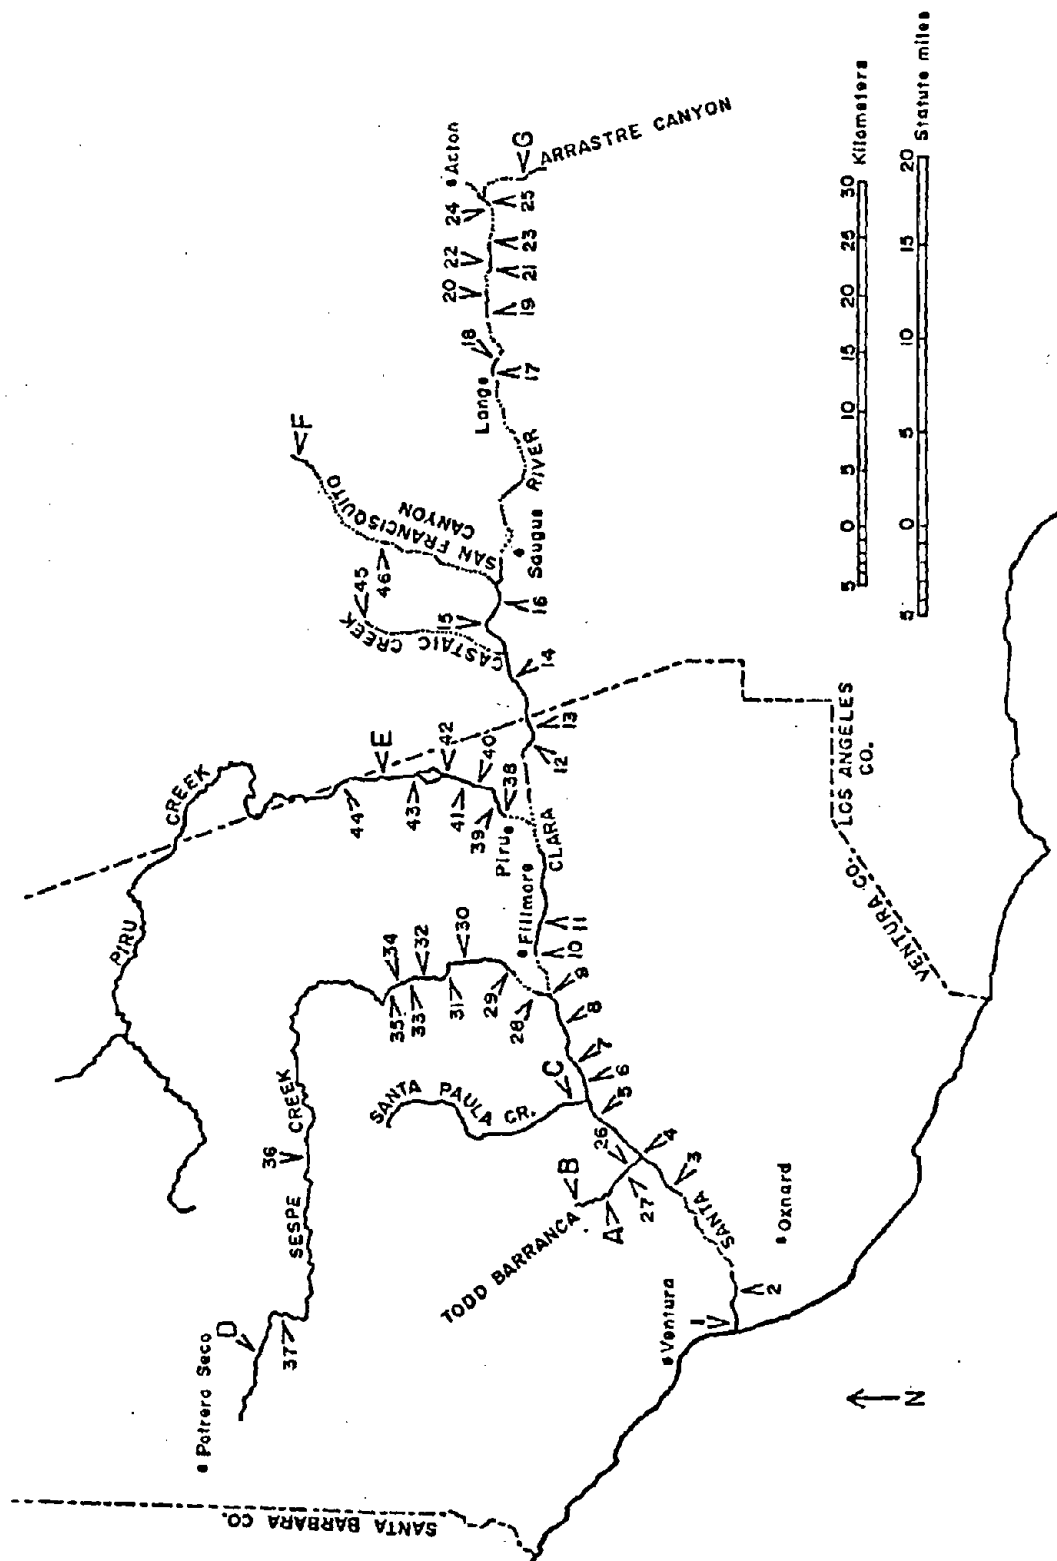 SANTA BARBARA CO.
Potrero Seco
D
37
SESPE CREEK
36
35
34
33
32
31
30
29
28
PIRU CREEK
44
E
43
42
41
40
39
38
Piru
Fillmore
SANTA PAULA CR.
C
TODD BARRANCA
B
A
27
26
Ventura
Oxnard
1
2
3
4
5
6
7
8
9
10
11
12
13
14
15
16
SANTA CLARA RIVER
CASTAIC CREEK
45
46
SAN FRANCISQUITO
CANYON
F
Saugus
Lang
17
18
19
20
21
22
23
24
25
Acton
G
ARRASTRE CANYON
VENTURA CO.
LOS ANGELES
CO.
N
5 0 5 10 15 20 25 30
Kilometers
5 0 5 10 15 20
Statute miles